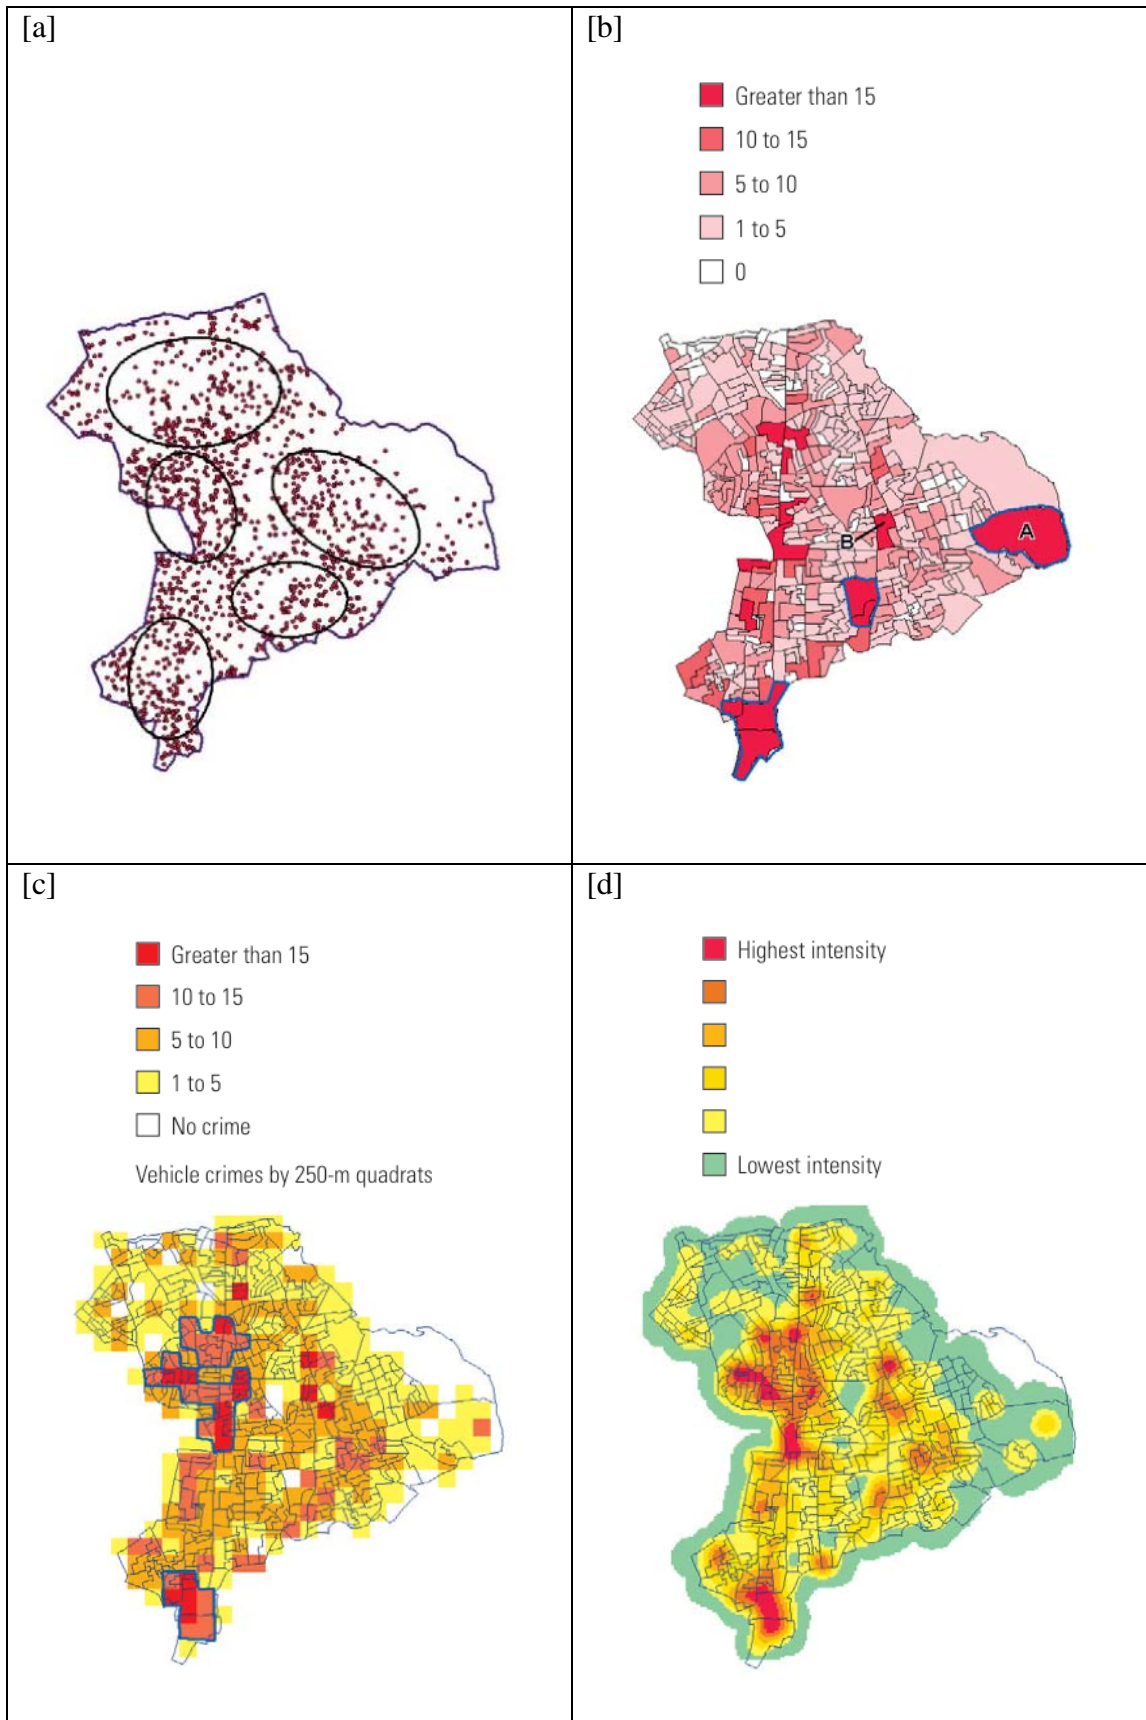 [a]
[b]
Greater than 15
10 to 15
5 to 10
1 to 5
0
B
A
[c]
Greater than 15
10 to 15
5 to 10
1 to 5
No crime
Vehicle crimes by 250-m quadrats
[d]
Highest intensity
Lowest intensity